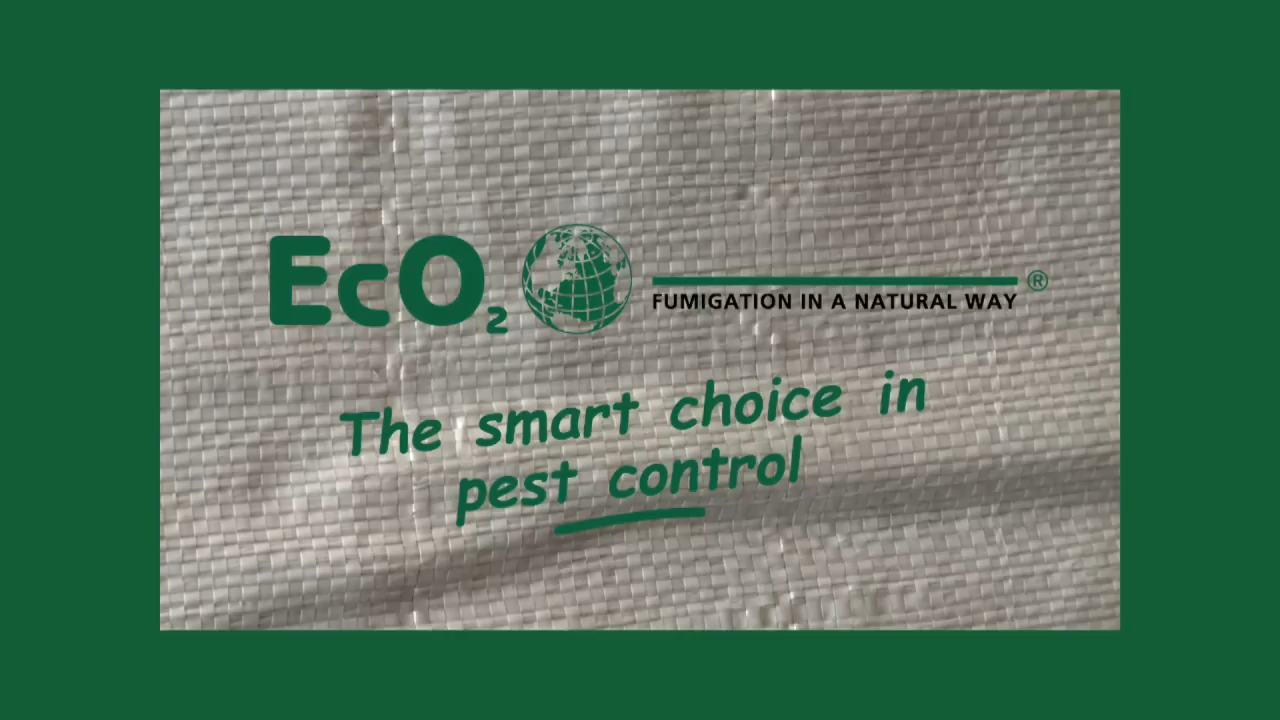 EcO₂
FUMIGATION IN A NATURAL WAY ®
The smart choice in
pest control